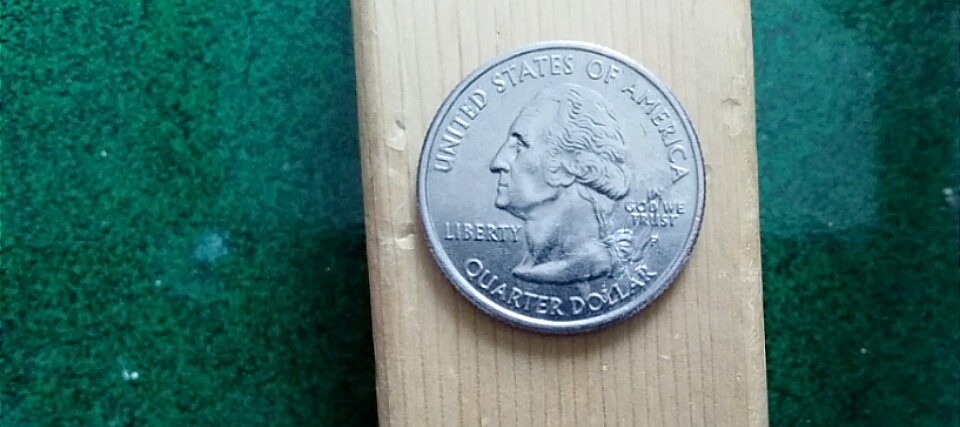 UNITED STATES OF AMERICA
LIBERTY
IN
GOD WE
TRUST
P
QUARTER DOLLAR